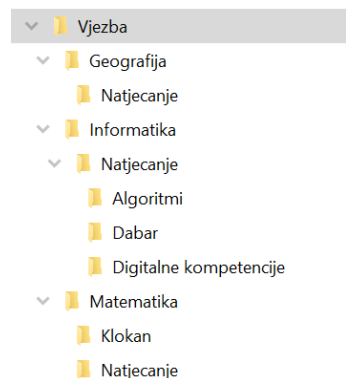 Vjezba
Geografija
Natjecanje
Informatika
Natjecanje
Algoritmi
Dabar
Digitalne kompetencije
Matematika
Klokan
Natjecanje